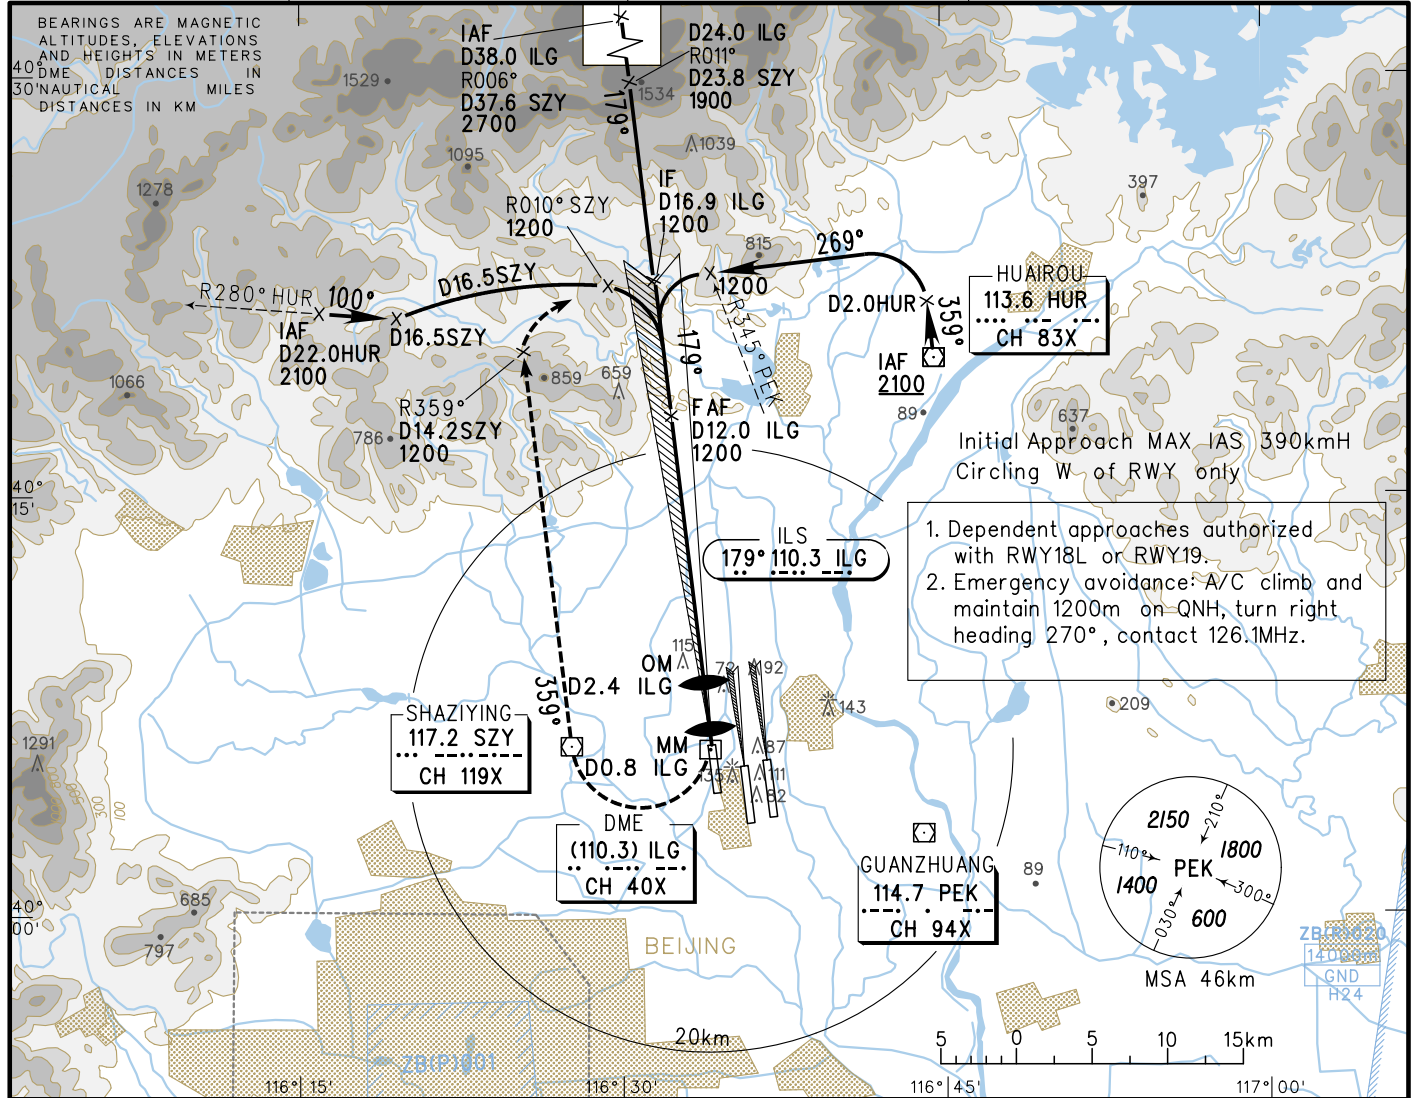 BEARINGS ARE MAGNETIC
ALTITUDES, ELEVATIONS
AND HEIGHTS IN METERS
DME DISTANCES IN
NAUTICAL MILES
DISTANCES IN KM
40°
30'
IAF
D38.0 ILG
R006°
D37.6 SZY
2700
D24.0 ILG
R011°
D23.8 SZY
1900
1529
1534
179°
1039
1095
1278
397
IF
D16.9 ILG
1200
R010° SZY
1200
815
269°
D16.5SZY
1200
R280° HUR
100°
IAF
D22.0HUR
2100
D16.5SZY
D2.0HUR
359°
IAF
2100
HUAIROU
113.6 HUR
CH 83X
R345° PEK
179°
859
659
1066
R359°
D14.2SZY
1200
786
FAF
D12.0 ILG
1200
89
637
Initial Approach MAX IAS 390kmH
Circling W of RWY only
40°
15'
1. Dependent approaches authorized
with RWY18L or RWY19.
2. Emergency avoidance: A/C climb and
maintain 1200m on QNH, turn right
heading 270°, contact 126.1MHz.
ILS
179° 110.3 ILG
115
OM
D2.4 ILG
72
192
143
209
359°
SHAZIYING
117.2 SZY
CH 119X
1291
MM
D0.8 ILG
87
135
111
82
300
100
DME
(110.3) ILG
CH 40X
GUANZHUANG
114.7 PEK
CH 94X
89
2150
210°
110°
1800
PEK
1400
300°
030°
600
MSA 46km
685
797
40°
00'
BEIJING
ZB(R)020
14000m
GND
H24
20km
5 0 5 10 15km
ZB(P)001
116°15'
116°30'
116°45'
117°00'